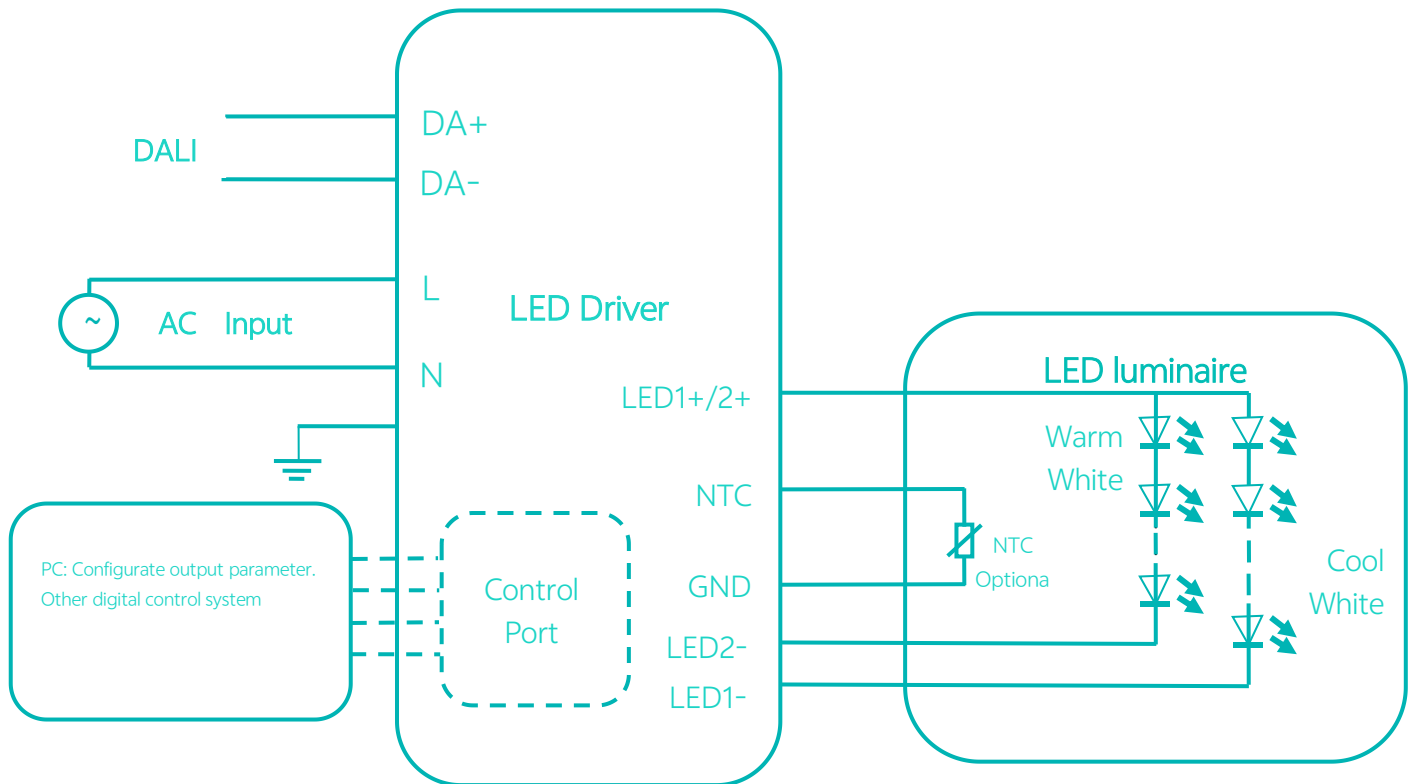 DA+
DALI
DA-
L
LED Driver
~
AC Input
N
LED luminaire
LED1+/2+
Warm
White
NTC
NTC
Optiona
Cool
White
PC: Configurate output parameter.
Other digital control system
Control
Port
GND
LED2-
LED1-